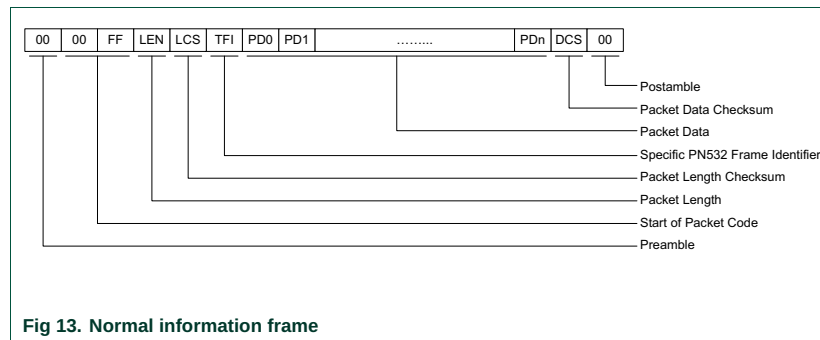 00 00 FF LEN LCS TFI PD0 PD1 ……... PDn DCS 00
Postamble
Packet Data Checksum
Packet Data
Specific PN532 Frame Identifier
Packet Length Checksum
Packet Length
Start of Packet Code
Preamble
Fig 13. Normal information frame